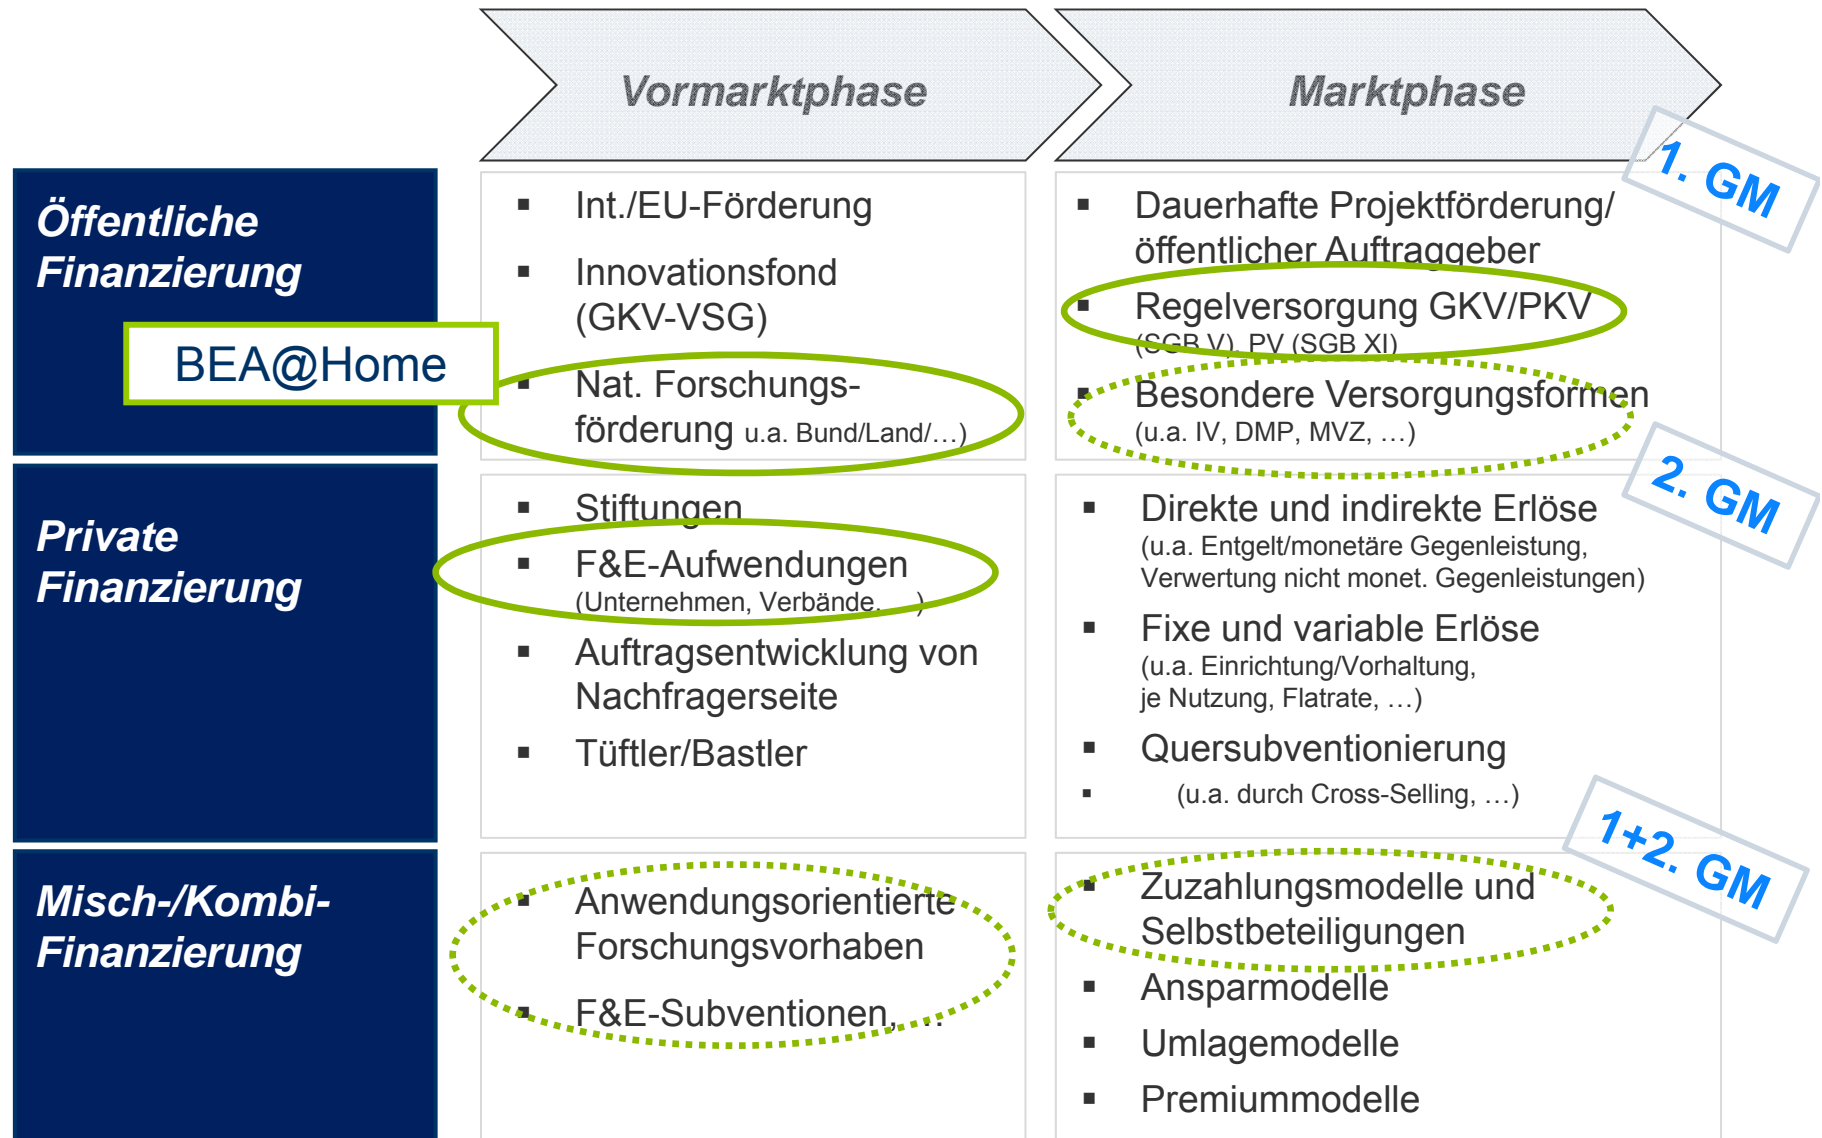 Vormarktphase
Marktphase
1. GM
Öffentliche
Finanzierung
BEA@Home
▪ Int./EU-Förderung
▪ Innovationsfond
(GKV-VSG)
▪ Nat. Forschungs-
förderung u.a. Bund/Land/…)
▪ Dauerhafte Projektförderung/
öffentlicher Auftraggeber
▪ Regelversorgung GKV/PKV
(SGB V), PV (SGB XI)
▪ Besondere Versorgungsformen
(u.a. IV, DMP, MVZ, …)
2. GM
Private
Finanzierung
▪ Stiftungen
▪ F&E-Aufwendungen
(Unternehmen, Verbände, …)
▪ Auftragsentwicklung von
Nachfragerseite
▪ Tüftler/Bastler
▪ Direkte und indirekte Erlöse
(u.a. Entgelt/monetäre Gegenleistung,
Verwertung nicht monet. Gegenleistungen)
▪ Fixe und variable Erlöse
(u.a. Einrichtung/Vorhaltung,
je Nutzung, Flatrate, …)
▪ Quersubventionierung
▪ (u.a. durch Cross-Selling, …)
1+2. GM
Misch-/Kombi-
Finanzierung
▪ Anwendungsorientierte
Forschungsvorhaben
▪ F&E-Subventionen, …
▪ Zuzahlungsmodelle und
Selbstbeteiligungen
▪ Ansparmodelle
▪ Umlagemodelle
▪ Premiummodelle